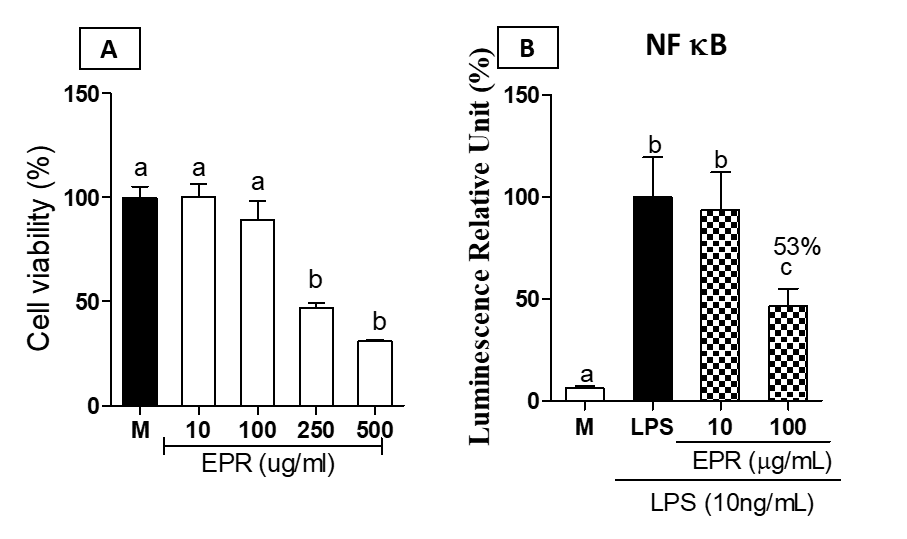 A
Cell viability (%)
150
100
50
0
a
a
a
b
b
M 10 100 250 500
EPR (ug/ml)
B
NF κB
Luminescence Relative Unit (%)
150
100
50
0
a
b
b
53%
c
M LPS 10 100
EPR (μg/mL)
LPS (10ng/mL)